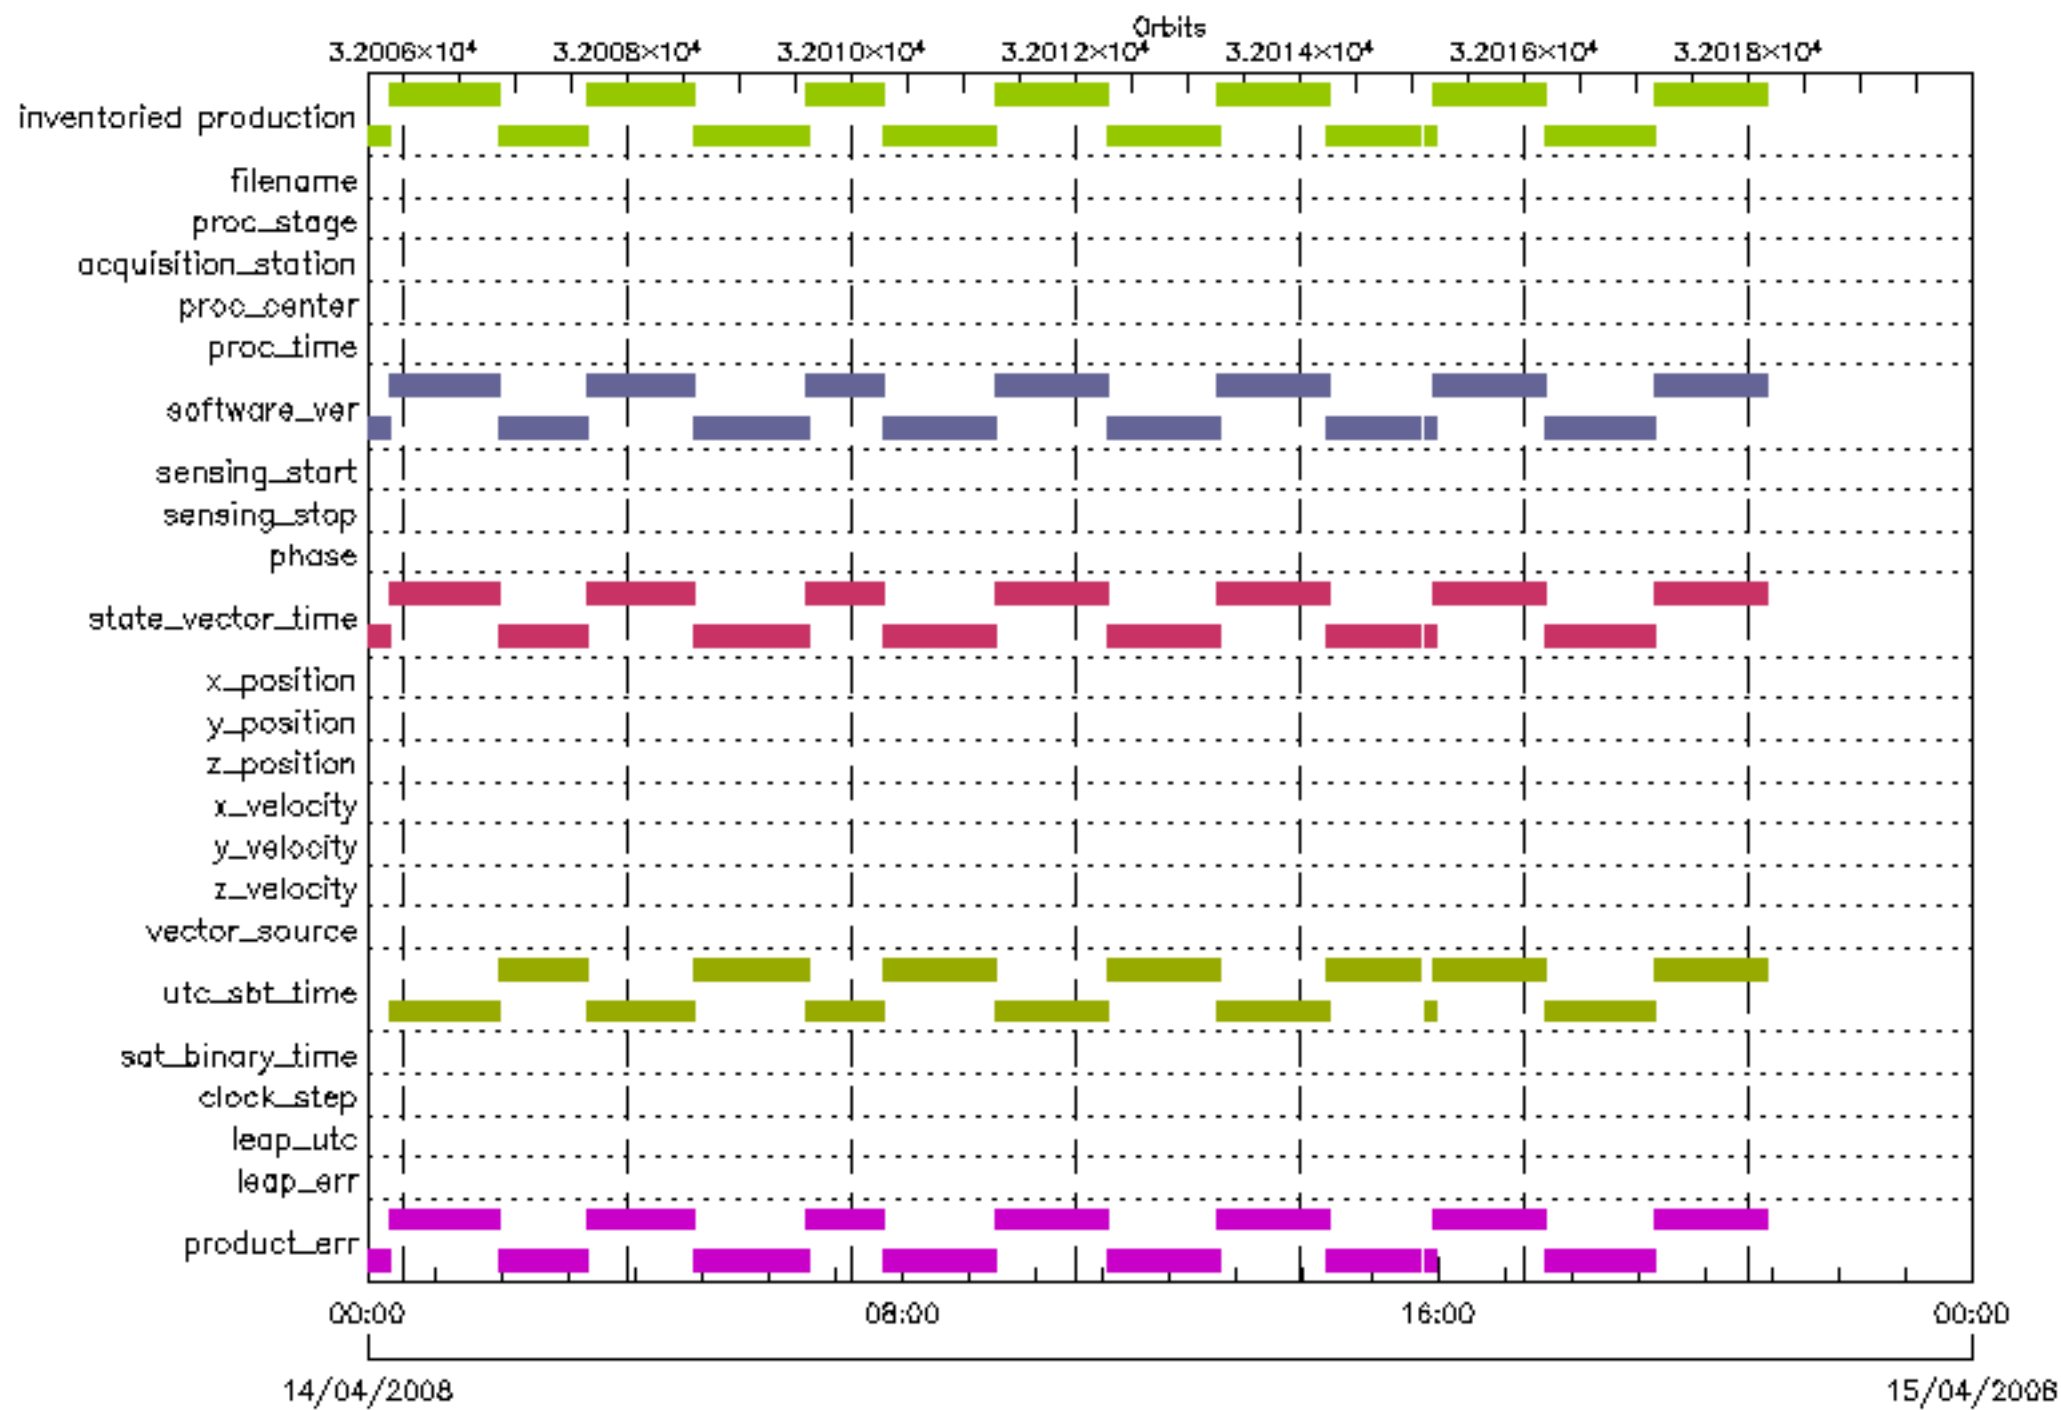 Orbits
3.2006×10⁴ 3.2008×10⁴ 3.2010×10⁴ 3.2012×10⁴ 3.2014×10⁴ 3.2016×10⁴ 3.2018×10⁴
inventoried production
filename
proc_stage
acquisition_station
proc_center
proc_time
software_ver
sensing_start
sensing_stop
phase
state_vector_time
x_position
y_position
z_position
x_velocity
y_velocity
z_velocity
vector_source
utc_sbt_time
sat_binary_time
clock_step
leap_utc
leap_err
product_err
00:00 08:00 16:00 00:00
14/04/2008 15/04/2008